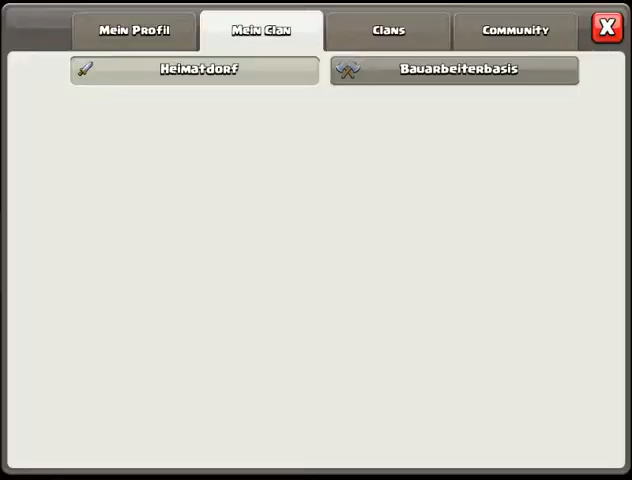 Mein Profil
Mein Clan
Clans
Community
X
Heimatdorf
Bauarbeiterbasis